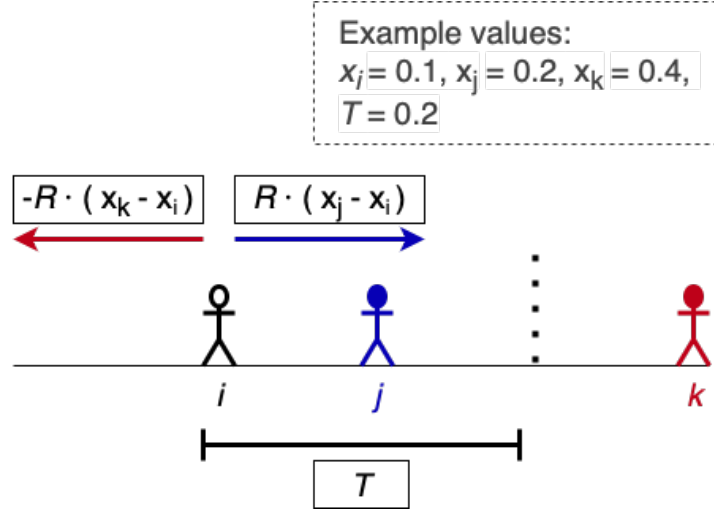 Example values:
xᵢ = 0.1, xⱼ = 0.2, xₖ = 0.4,
T = 0.2
-R · ( xₖ - xᵢ )
R · ( xⱼ - xᵢ )
i
j
k
T